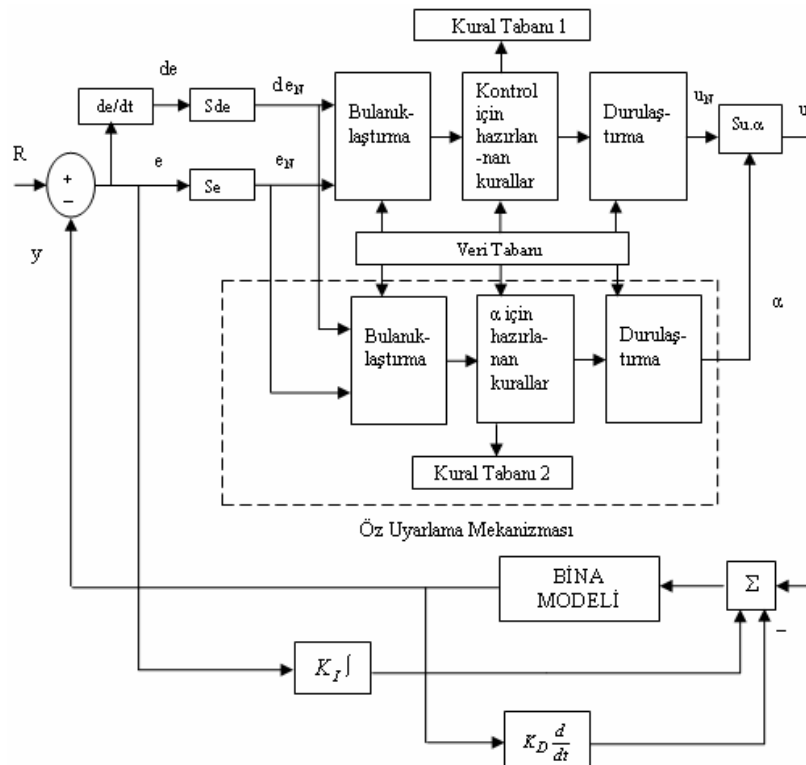 Kural Tabanı 1
de
de_N
de/dt
Sde
Bulanık-
laştırma
Kontrol
için
hazırlan
-nan
kurallar
Durulaş-
tırma
u_N
Su.α
u
R
+
−
e
Se
e_N
y
Veri Tabanı
Bulanık-
laştırma
α için
hazırla-
nan
kurallar
Durulaş-
tırma
α
Kural Tabanı 2
Öz Uyarlama Mekanizması
BİNA
MODELİ
Σ
−
K_I ∫
K_D d/dt